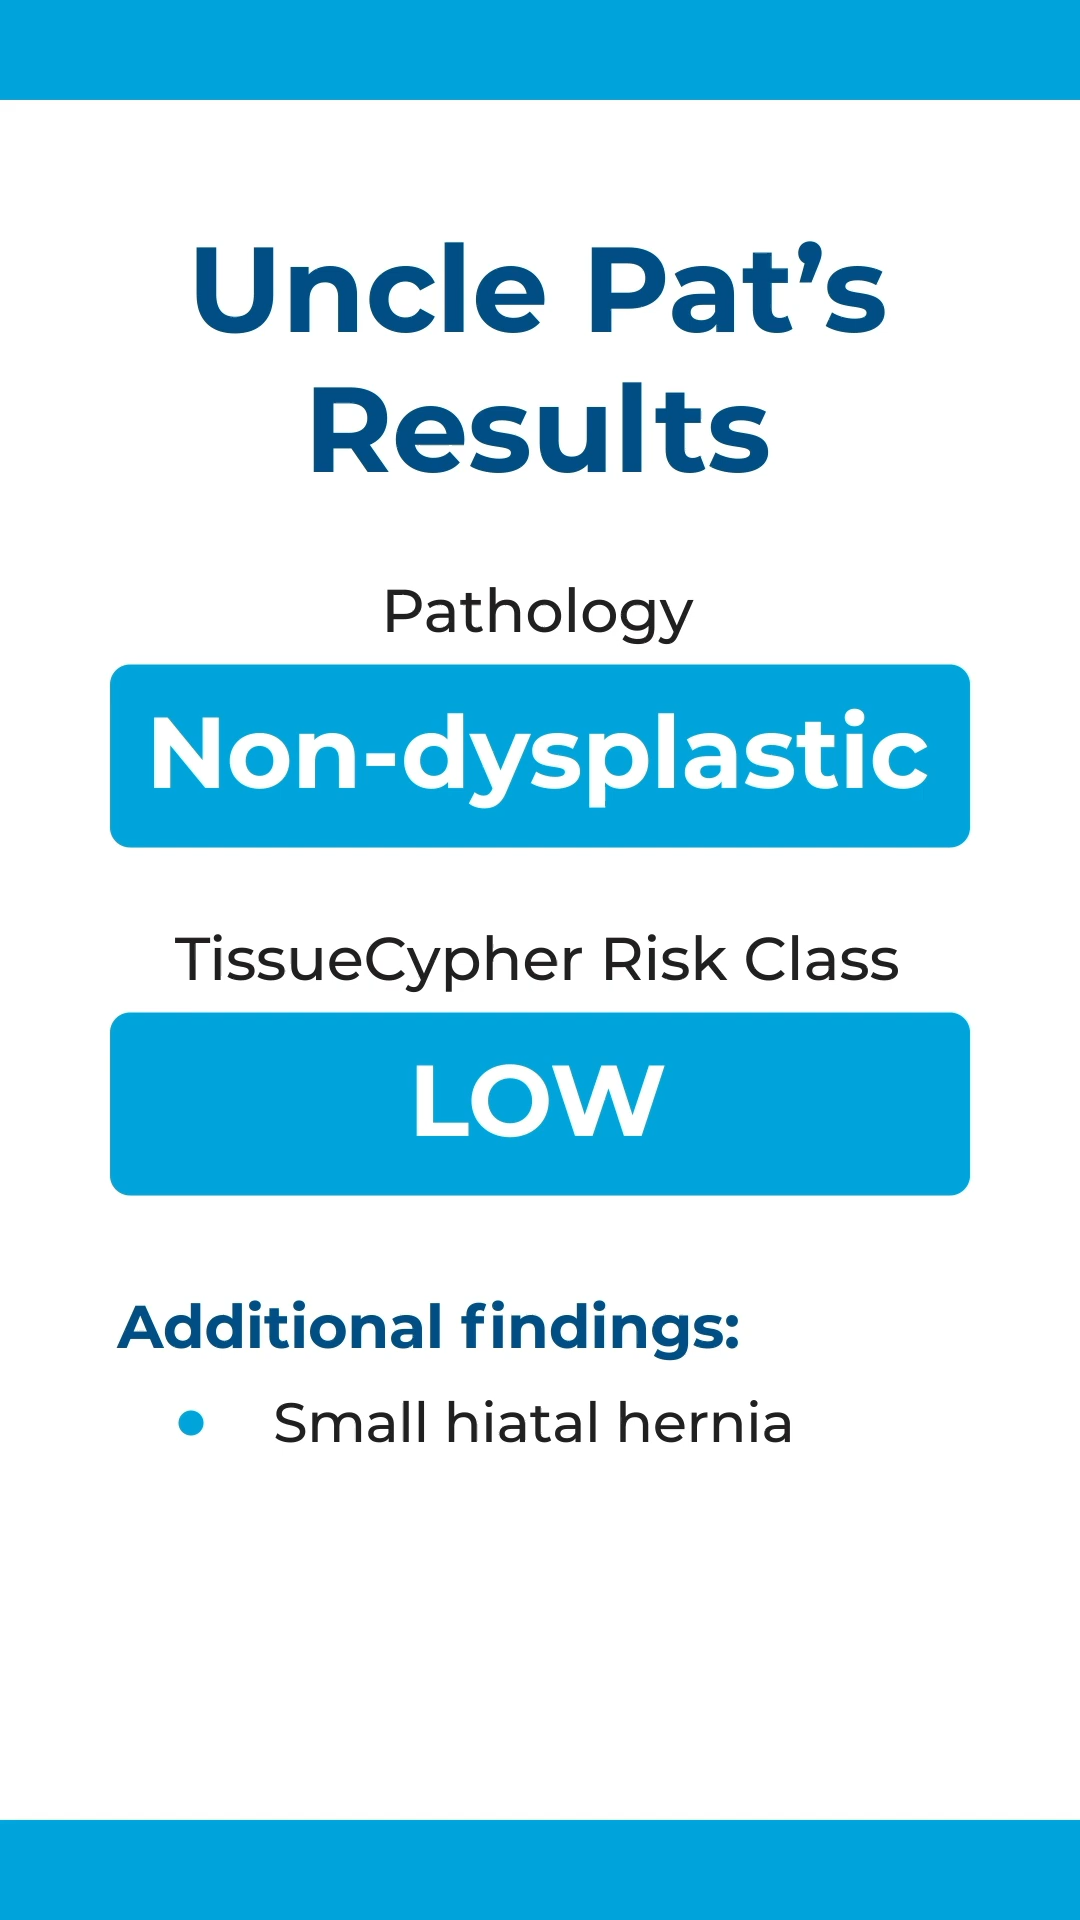 Uncle Pat’s
Results
Pathology
Non-dysplastic
TissueCypher Risk Class
LOW
Additional findings:
• Small hiatal hernia